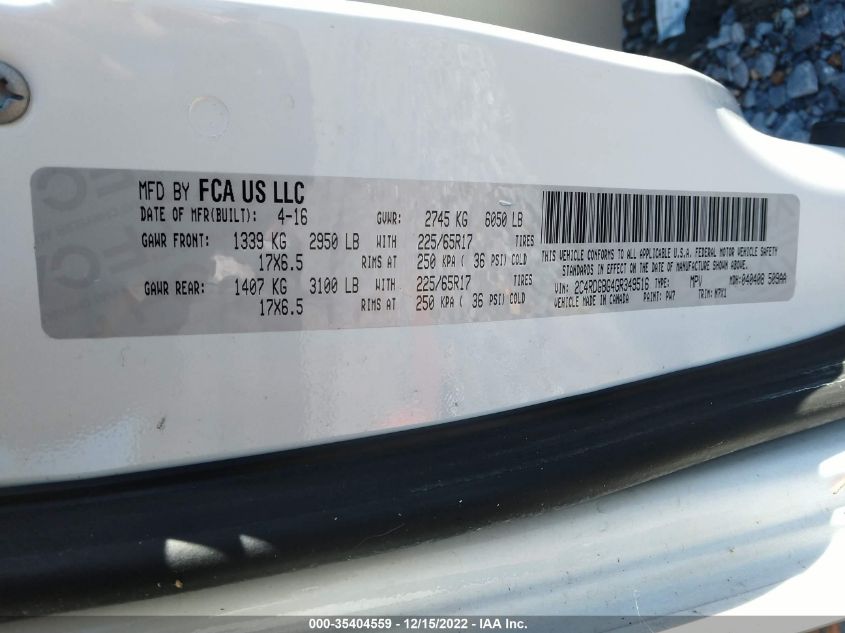 MFD BY FCA US LLC
DATE OF MFR(BUILT): 4-16 GVWR: 2745 KG 6050 LB
GAWR FRONT: 1339 KG 2950 LB WITH 225/65R17 TIRES
17X6.5 RIMS AT 250 KPA ( 36 PSI) COLD
GAWR REAR: 1407 KG 3100 LB WITH 225/65R17 TIRES
17X6.5 RIMS AT 250 KPA ( 36 PSI) COLD
THIS VEHICLE CONFORMS TO ALL APPLICABLE U.S.A. FEDERAL MOTOR VEHICLE SAFETY
STANDARDS IN EFFECT ON THE DATE OF MANUFACTURE SHOWN ABOVE.
VIN: 2C4RDGBG4GR349516 TYPE: MPV MDH: 040408 509AA
VEHICLE MADE IN CANADA PAINT: PW7 TRIM: M7X1
000-35404559 - 12/15/2022 - IAA Inc.